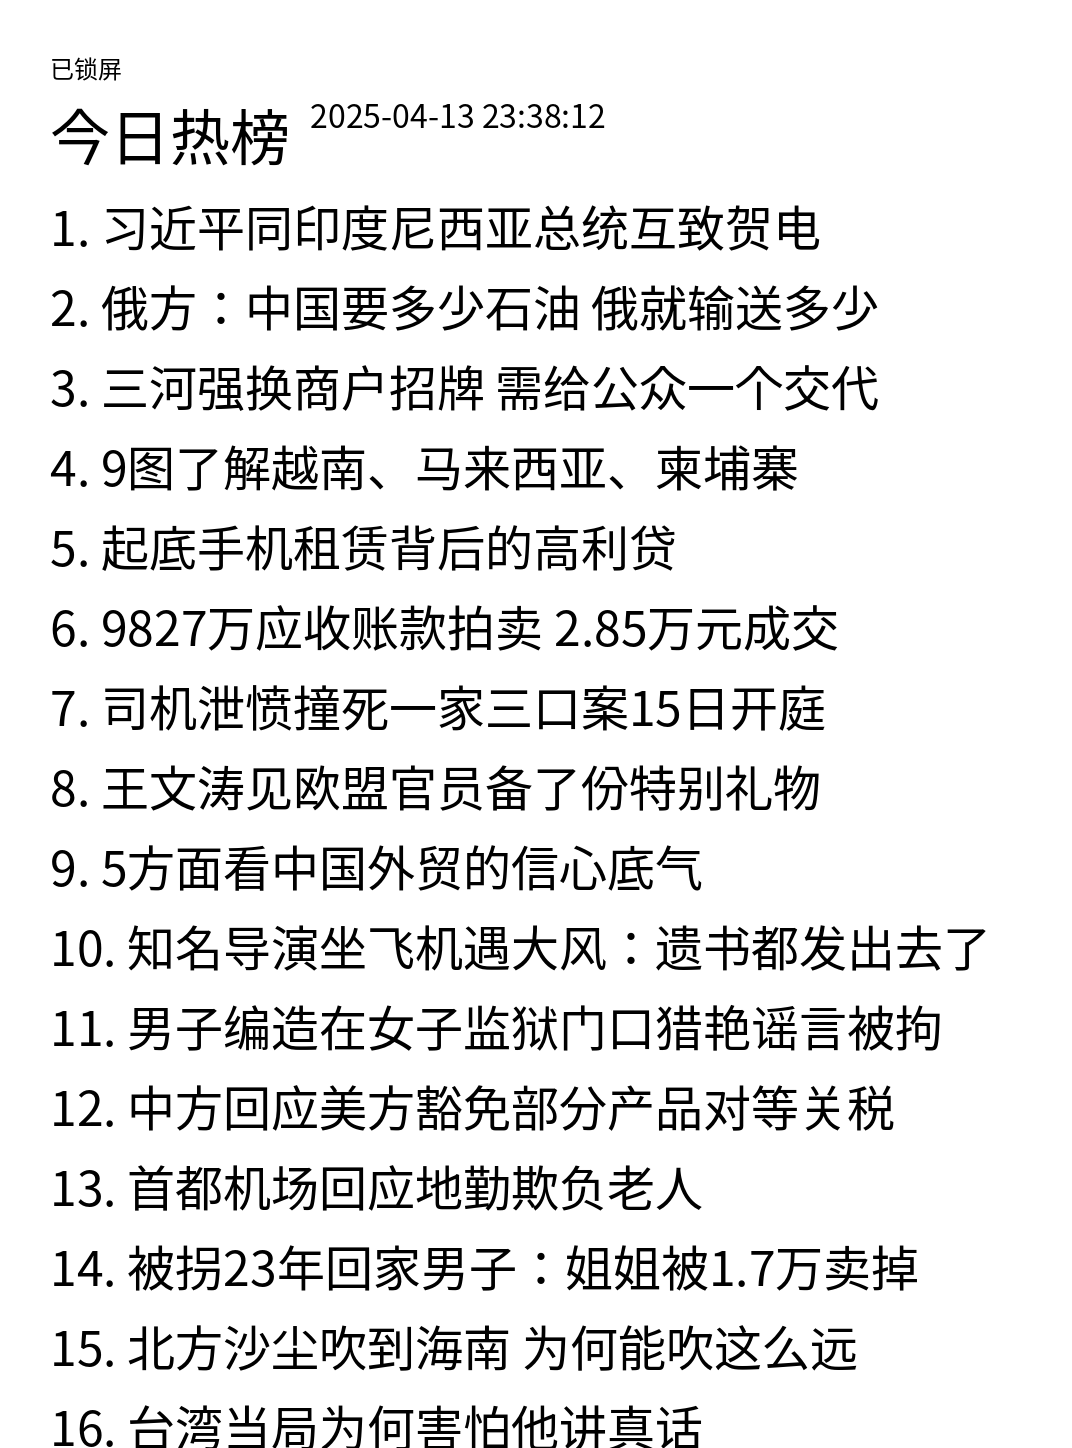 已锁屏
今日热榜 2025-04-13 23:38:12
1. 习近平同印度尼西亚总统互致贺电
2. 俄方：中国要多少石油 俄就输送多少
3. 三河强换商户招牌 需给公众一个交代
4. 9图了解越南、马来西亚、柬埔寨
5. 起底手机租赁背后的高利贷
6. 9827万应收账款拍卖 2.85万元成交
7. 司机泄愤撞死一家三口案15日开庭
8. 王文涛见欧盟官员备了份特别礼物
9. 5方面看中国外贸的信心底气
10. 知名导演坐飞机遇大风：遗书都发出去了
11. 男子编造在女子监狱门口猎艳谣言被拘
12. 中方回应美方豁免部分产品对等关税
13. 首都机场回应地勤欺负老人
14. 被拐23年回家男子：姐姐被1.7万卖掉
15. 北方沙尘吹到海南 为何能吹这么远
16. 台湾当局为何害怕他讲真话